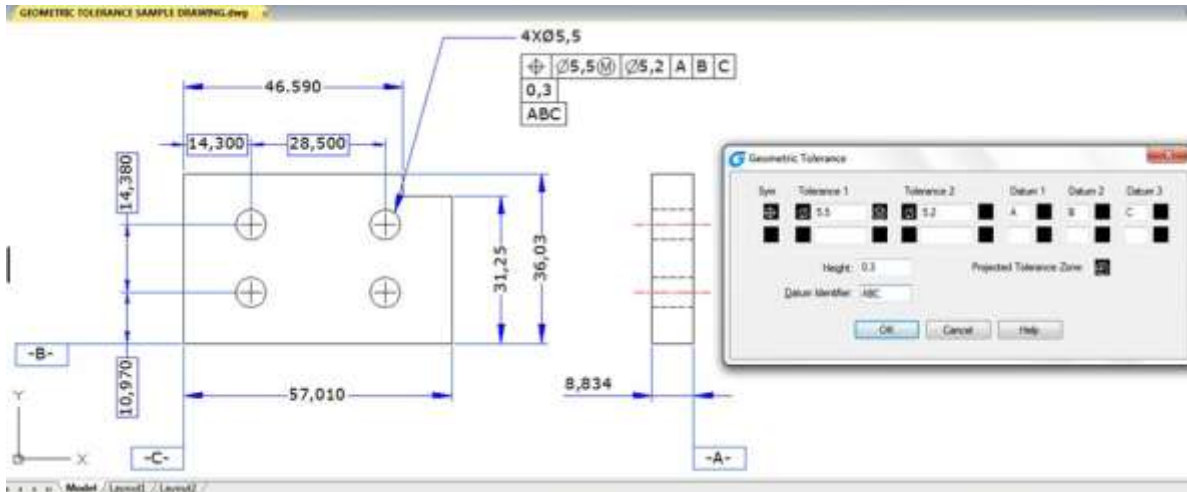 GEOMETRIC TOLERANCE SAMPLE DRAWING.dwg
4XØ5,5
⌖ Ø5,5Ⓜ Ø5,2 A B C
0,3
ABC
46.590
14,300 28,500
14,380
31,25
36,03
10,970
-B-
57,010
8,834
Y
X
-C-
-A-
Geometric Tolerance
Sym Tolerance 1 Tolerance 2 Datum 1 Datum 2 Datum 3
⌖ Ø 5.5 Ⓜ Ø 5.2 A B C
Height: 0.3 Projected Tolerance Zone:
Datum Identifier: ABC
OK Cancel Help
Model / Layout1 / Layout2 /